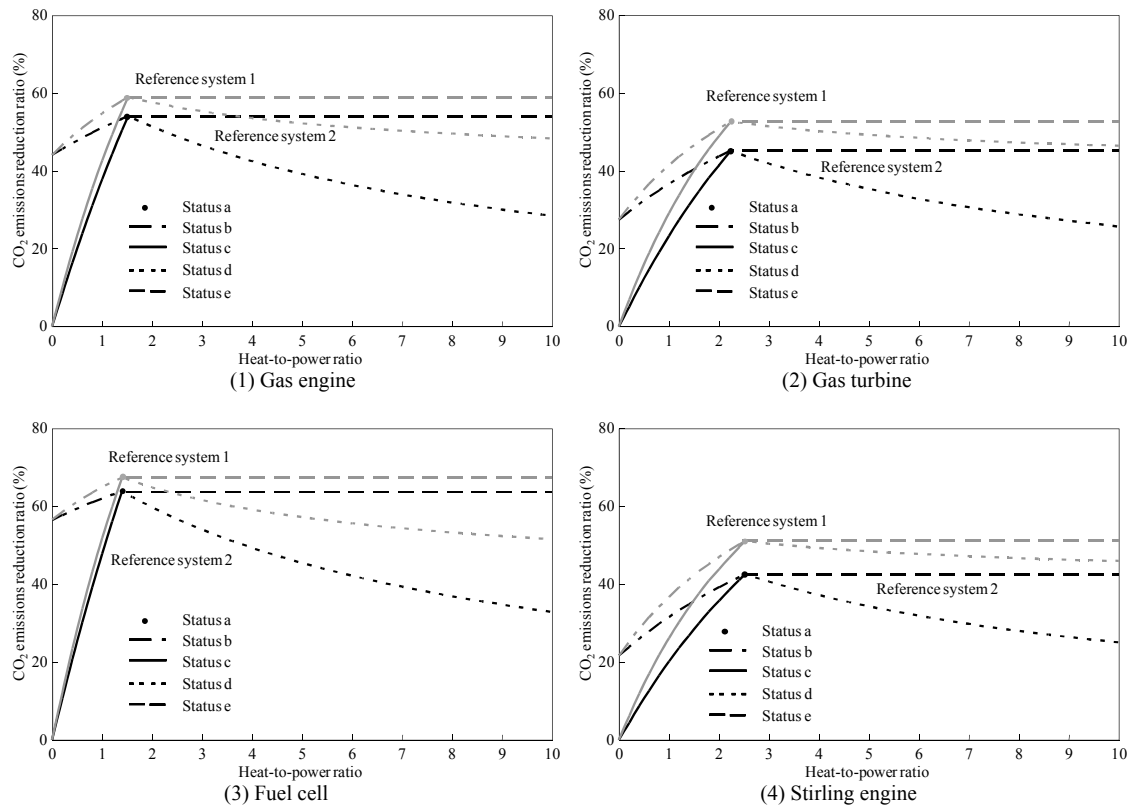 80
60
40
20
0
CO2 emissions reduction ratio (%)
Reference system 1
Reference system 2
Status a
Status b
Status c
Status d
Status e
0 1 2 3 4 5 6 7 8 9 10
Heat-to-power ratio
(1) Gas engine
80
60
40
20
0
CO2 emissions reduction ratio (%)
Reference system 1
Reference system 2
Status a
Status b
Status c
Status d
Status e
0 1 2 3 4 5 6 7 8 9 10
Heat-to-power ratio
(2) Gas turbine
80
60
40
20
0
CO2 emissions reduction ratio (%)
Reference system 1
Reference system 2
Status a
Status b
Status c
Status d
Status e
0 1 2 3 4 5 6 7 8 9 10
Heat-to-power ratio
(3) Fuel cell
80
60
40
20
0
CO2 emissions reduction ratio (%)
Reference system 1
Reference system 2
Status a
Status b
Status c
Status d
Status e
0 1 2 3 4 5 6 7 8 9 10
Heat-to-power ratio
(4) Stirling engine